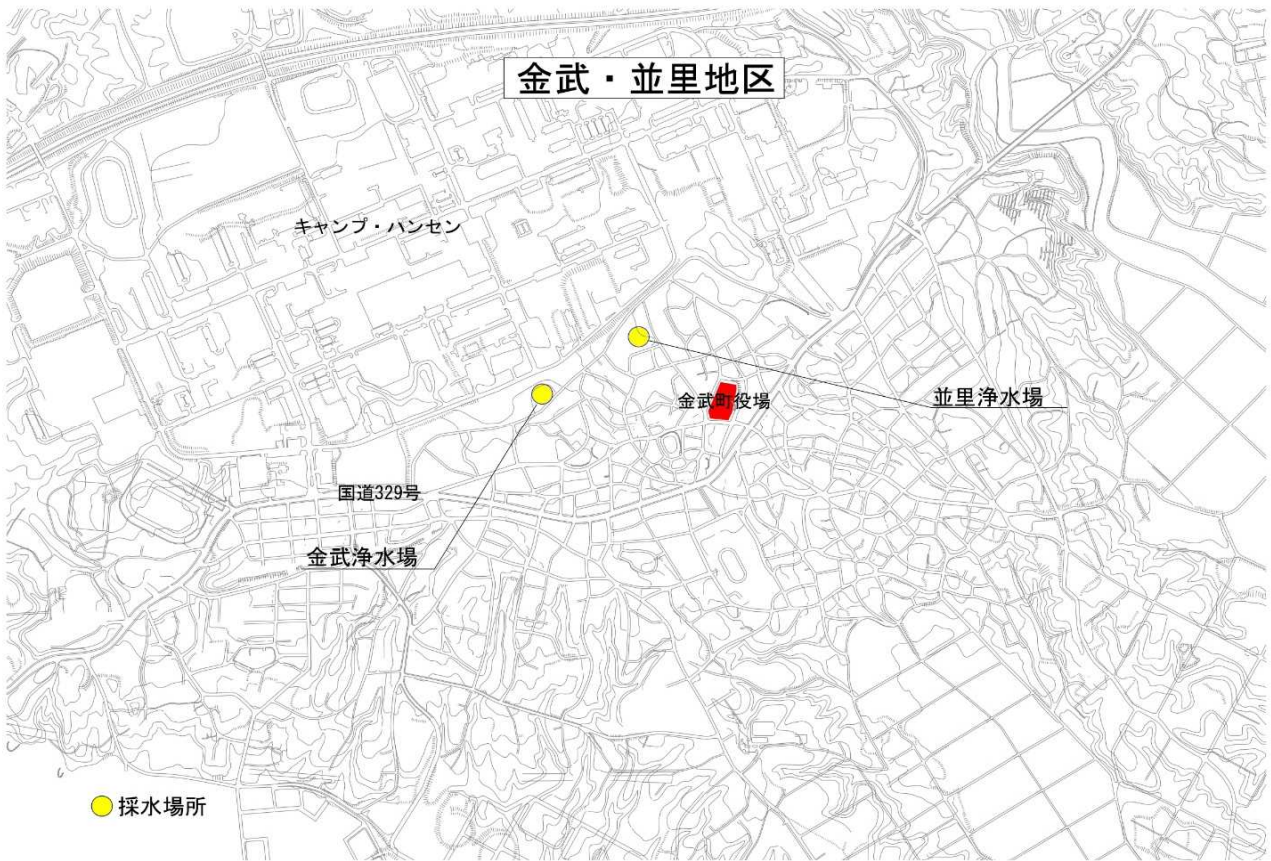 金武・並里地区
キャンプ・ハンセン
金武町役場
並里浄水場
国道329号
金武浄水場
採水場所